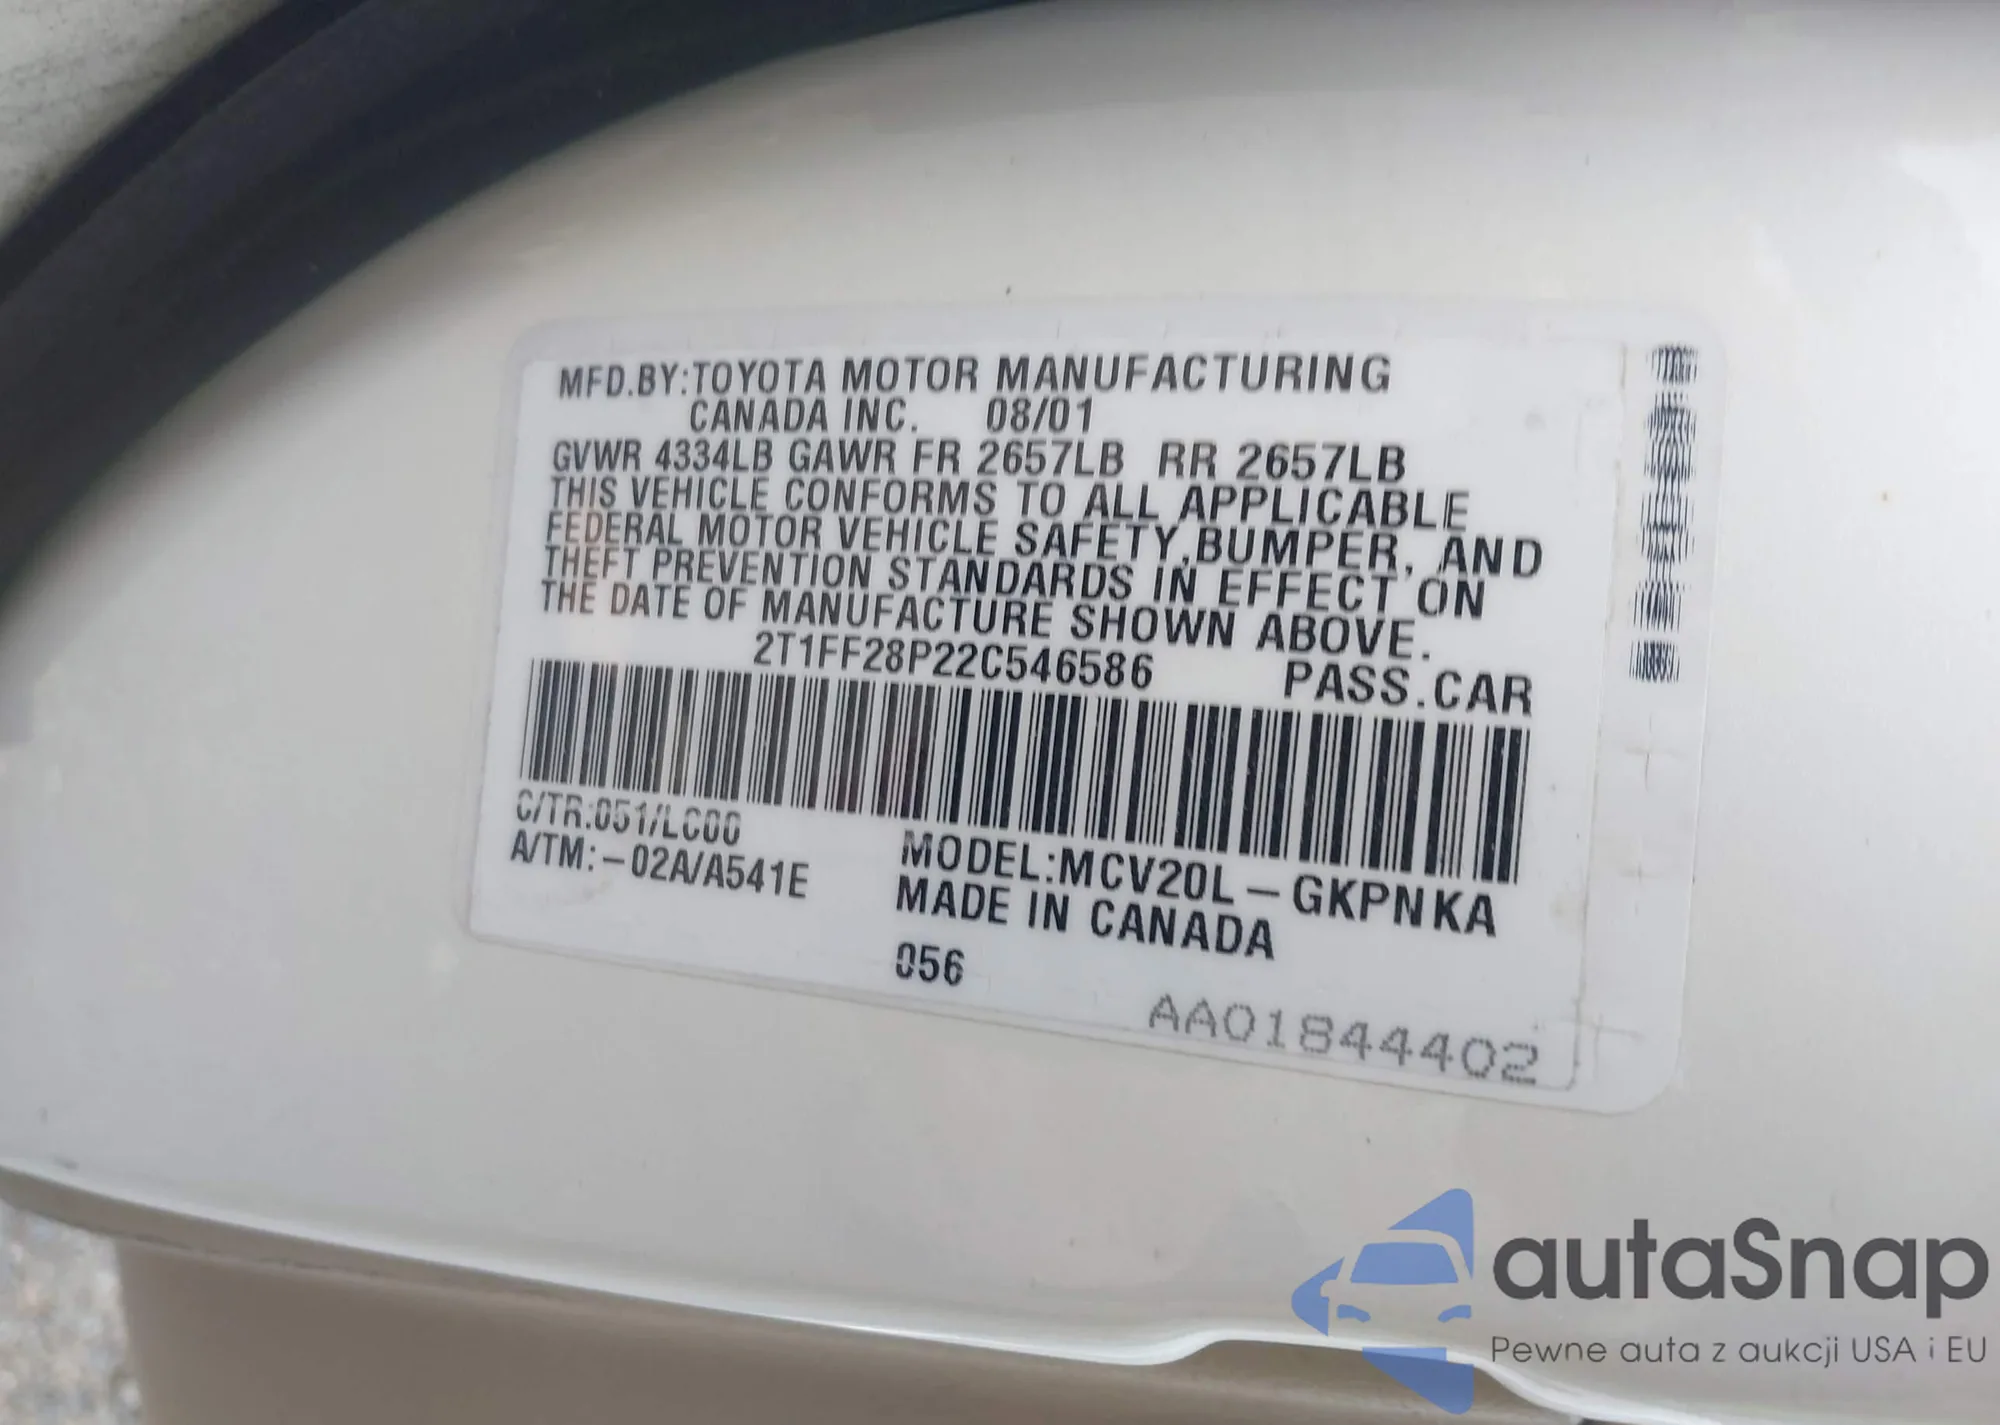 MFD.BY:TOYOTA MOTOR MANUFACTURING
CANADA INC. 08/01
GVWR 4334LB GAWR FR 2657LB RR 2657LB
THIS VEHICLE CONFORMS TO ALL APPLICABLE
FEDERAL MOTOR VEHICLE SAFETY,BUMPER, AND
THEFT PREVENTION STANDARDS IN EFFECT ON
THE DATE OF MANUFACTURE SHOWN ABOVE.
2T1FF28P22C546586 PASS.CAR
C/TR:051/LC00
A/TM:-02A/A541E
MODEL:MCV20L-GKPNKA
MADE IN CANADA
056
AA01844402
autaSnap
Pewne auta z aukcji USA i EU